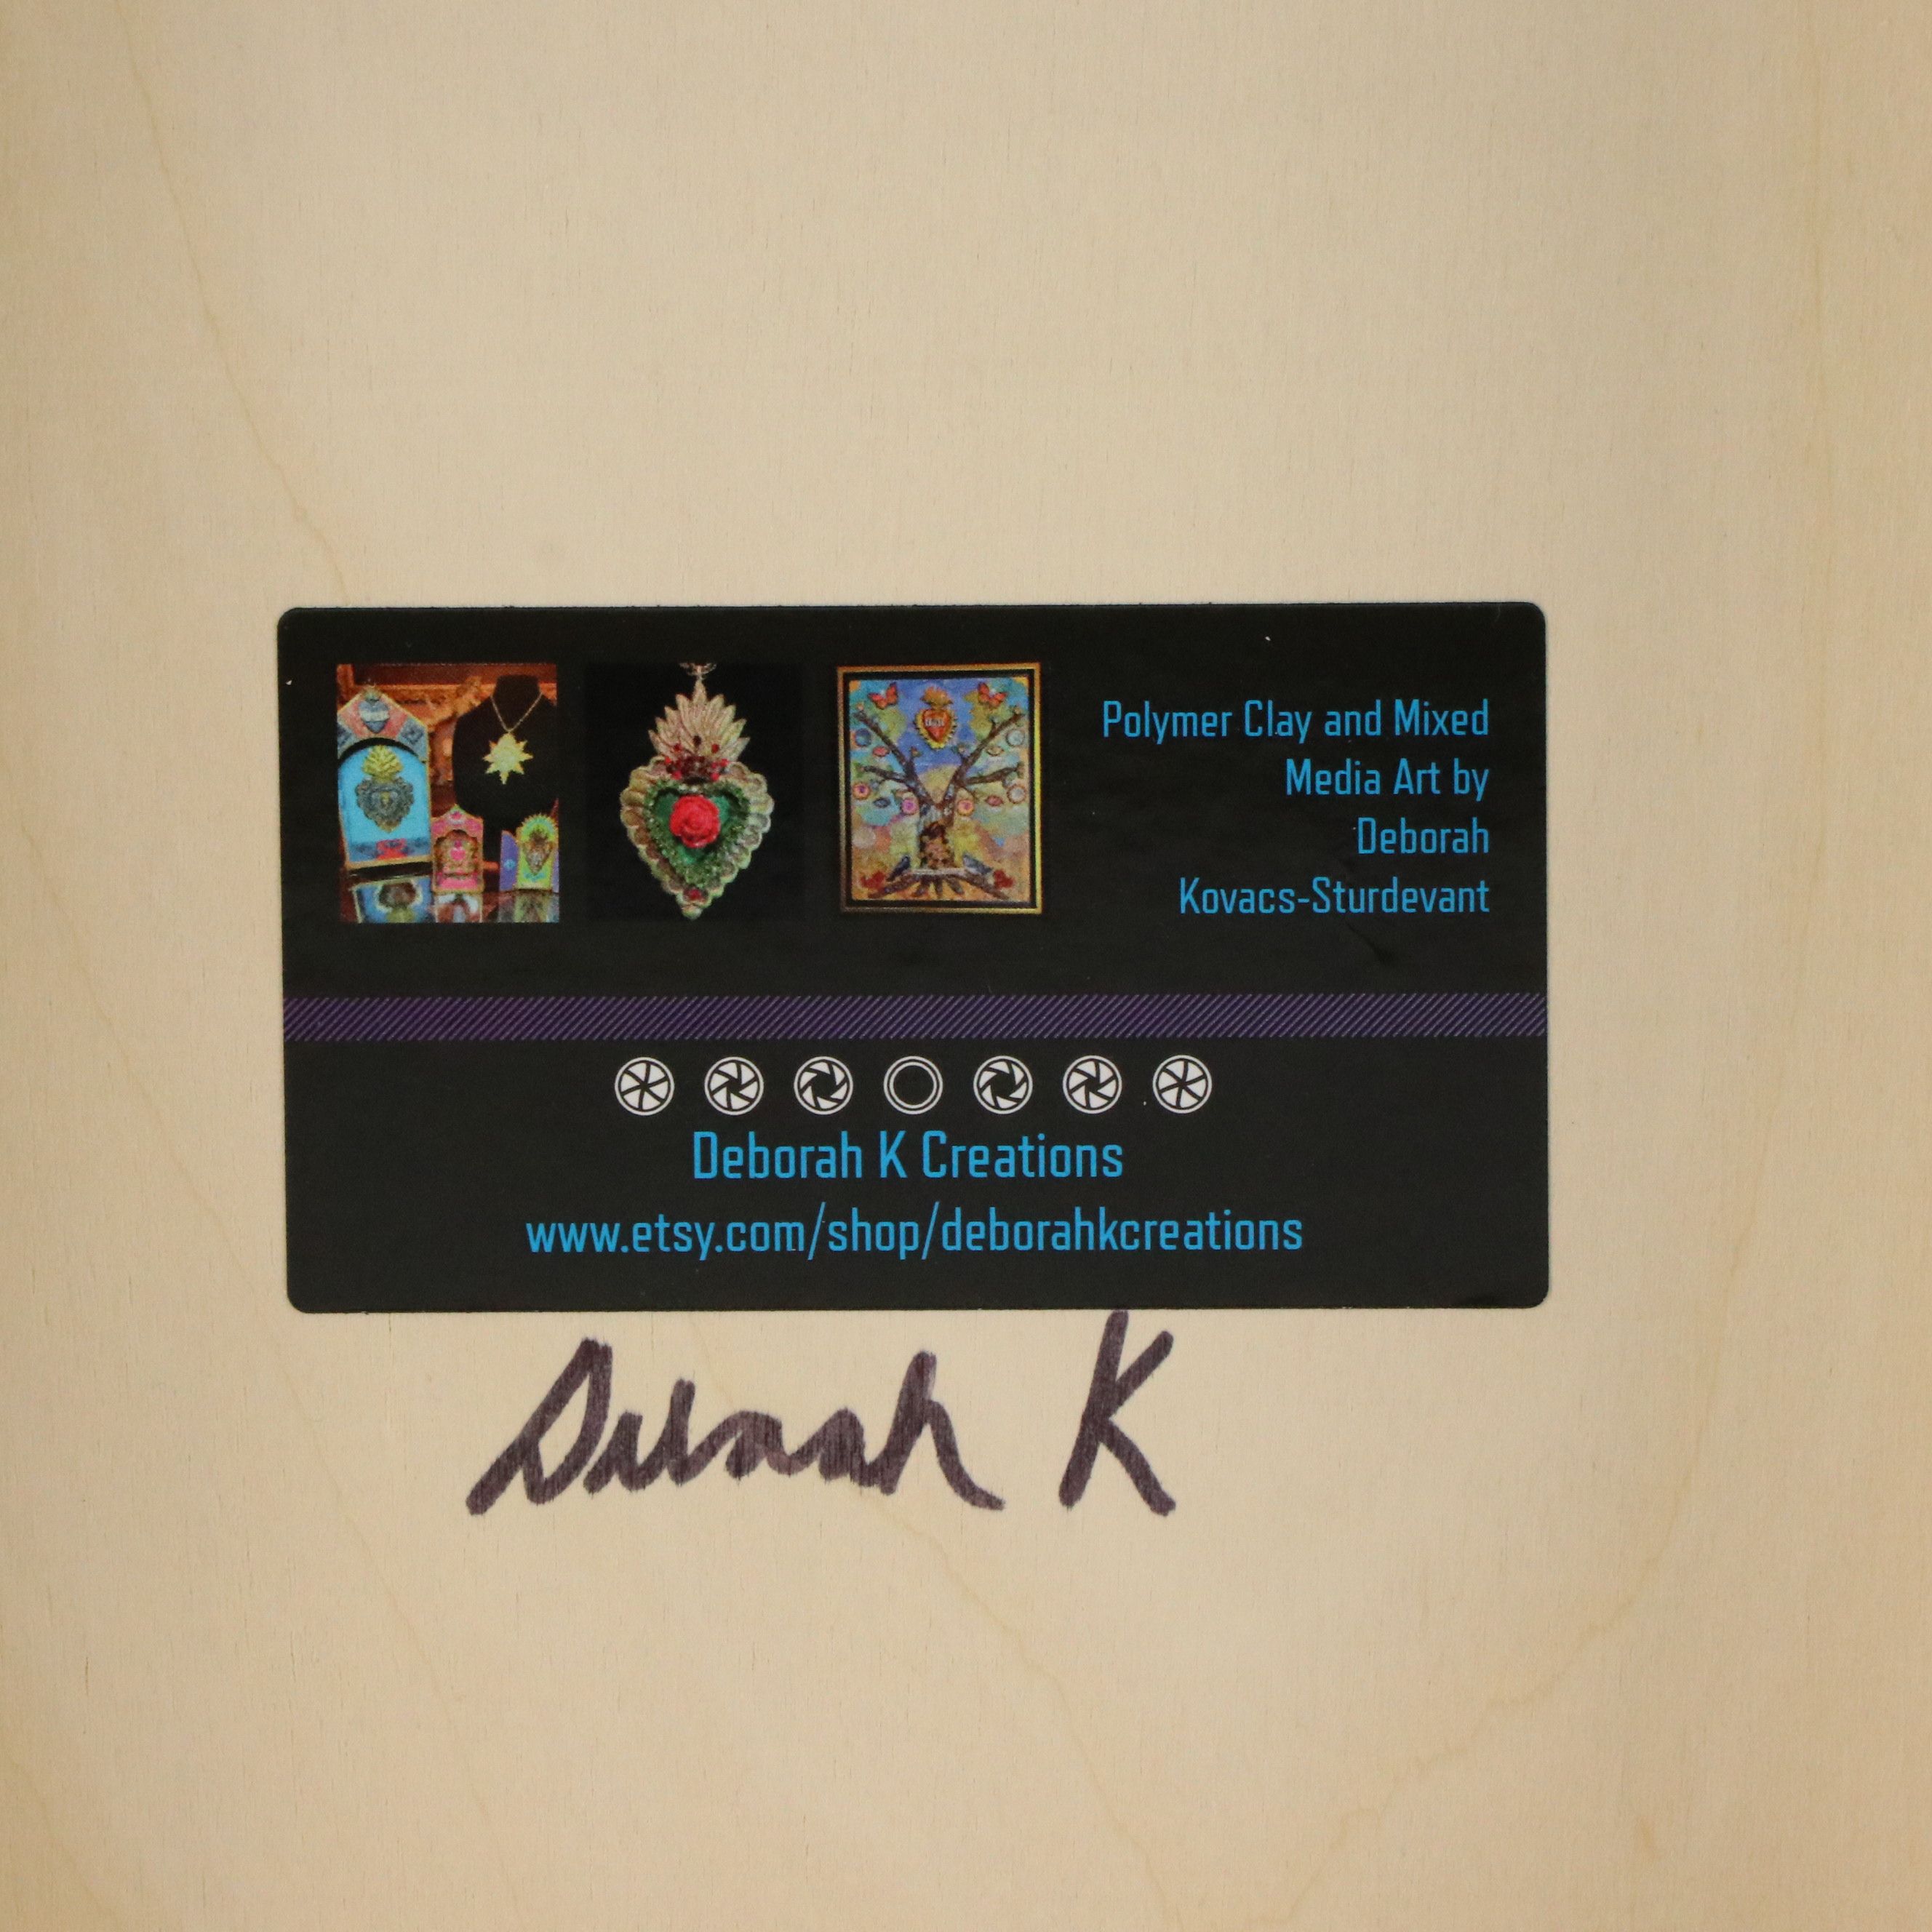 Polymer Clay and Mixed
Media Art by
Deborah
Kovacs-Sturdevant
Deborah K Creations
www.etsy.com/shop/deborahkcreations
Deborah K